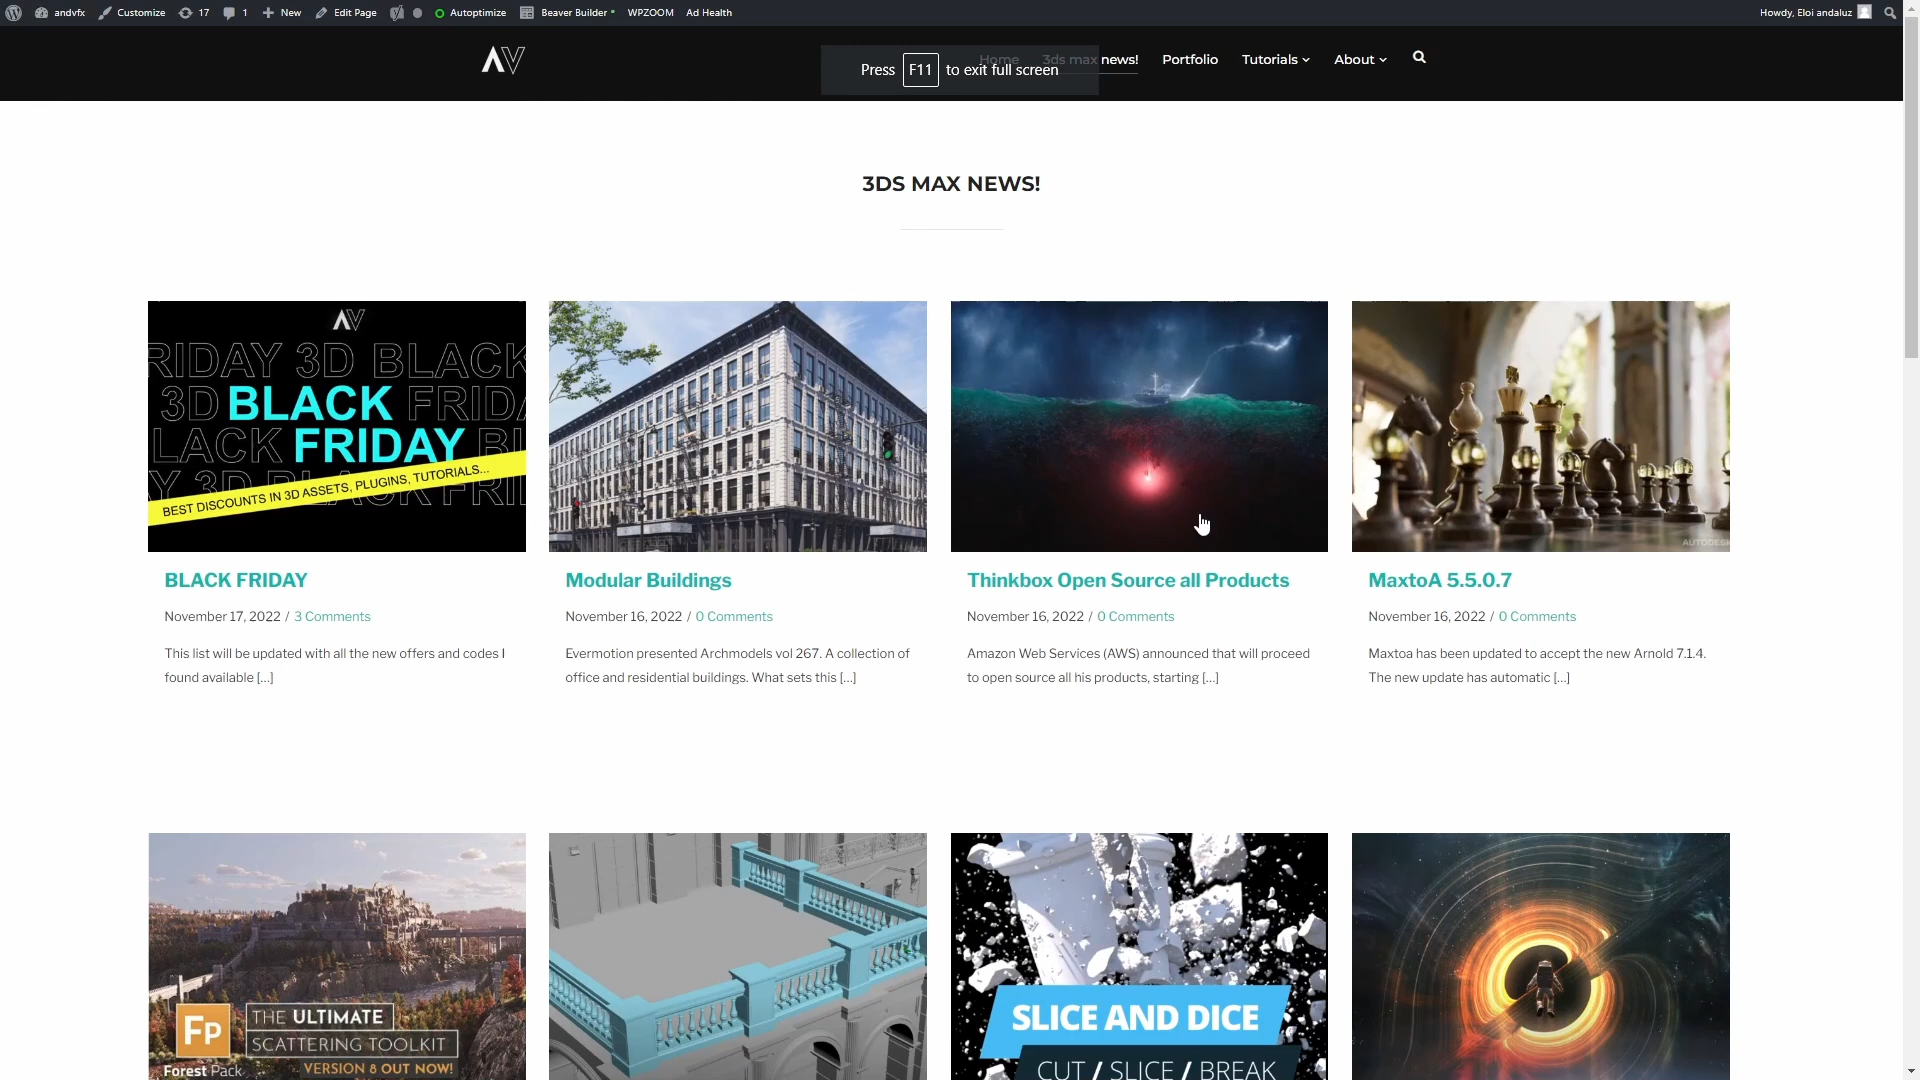 andvfx Customize 17 1 New Edit Page Autoptimize Beaver Builder WPZOOM Ad Health Howdy, Eloi andaluz
AV Home 3ds max news! Portfolio Tutorials About
Press F11 to exit full screen
3DS MAX NEWS!
AV
RIDAY 3D BLACK
3D BLACK FRIDA
LACK FRIDAY BL
Y 3D BLACK FRI
BEST DISCOUNTS IN 3D ASSETS, PLUGINS, TUTORIALS...
AUTODESK
BLACK FRIDAY
November 17, 2022 / 3 Comments
This list will be updated with all the new offers and codes I
found available [...]
Modular Buildings
November 16, 2022 / 0 Comments
Evermotion presented Archmodels vol 267. A collection of
office and residential buildings. What sets this [...]
Thinkbox Open Source all Products
November 16, 2022 / 0 Comments
Amazon Web Services (AWS) announced that will proceed
to open source all his products, starting [...]
MaxtoA 5.5.0.7
November 16, 2022 / 0 Comments
Maxtoa has been updated to accept the new Arnold 7.1.4.
The new update has automatic [...]
Fp THE ULTIMATE
SCATTERING TOOLKIT
Forest Pack VERSION 8 OUT NOW!
SLICE AND DICE
CUT / SLICE / BREAK